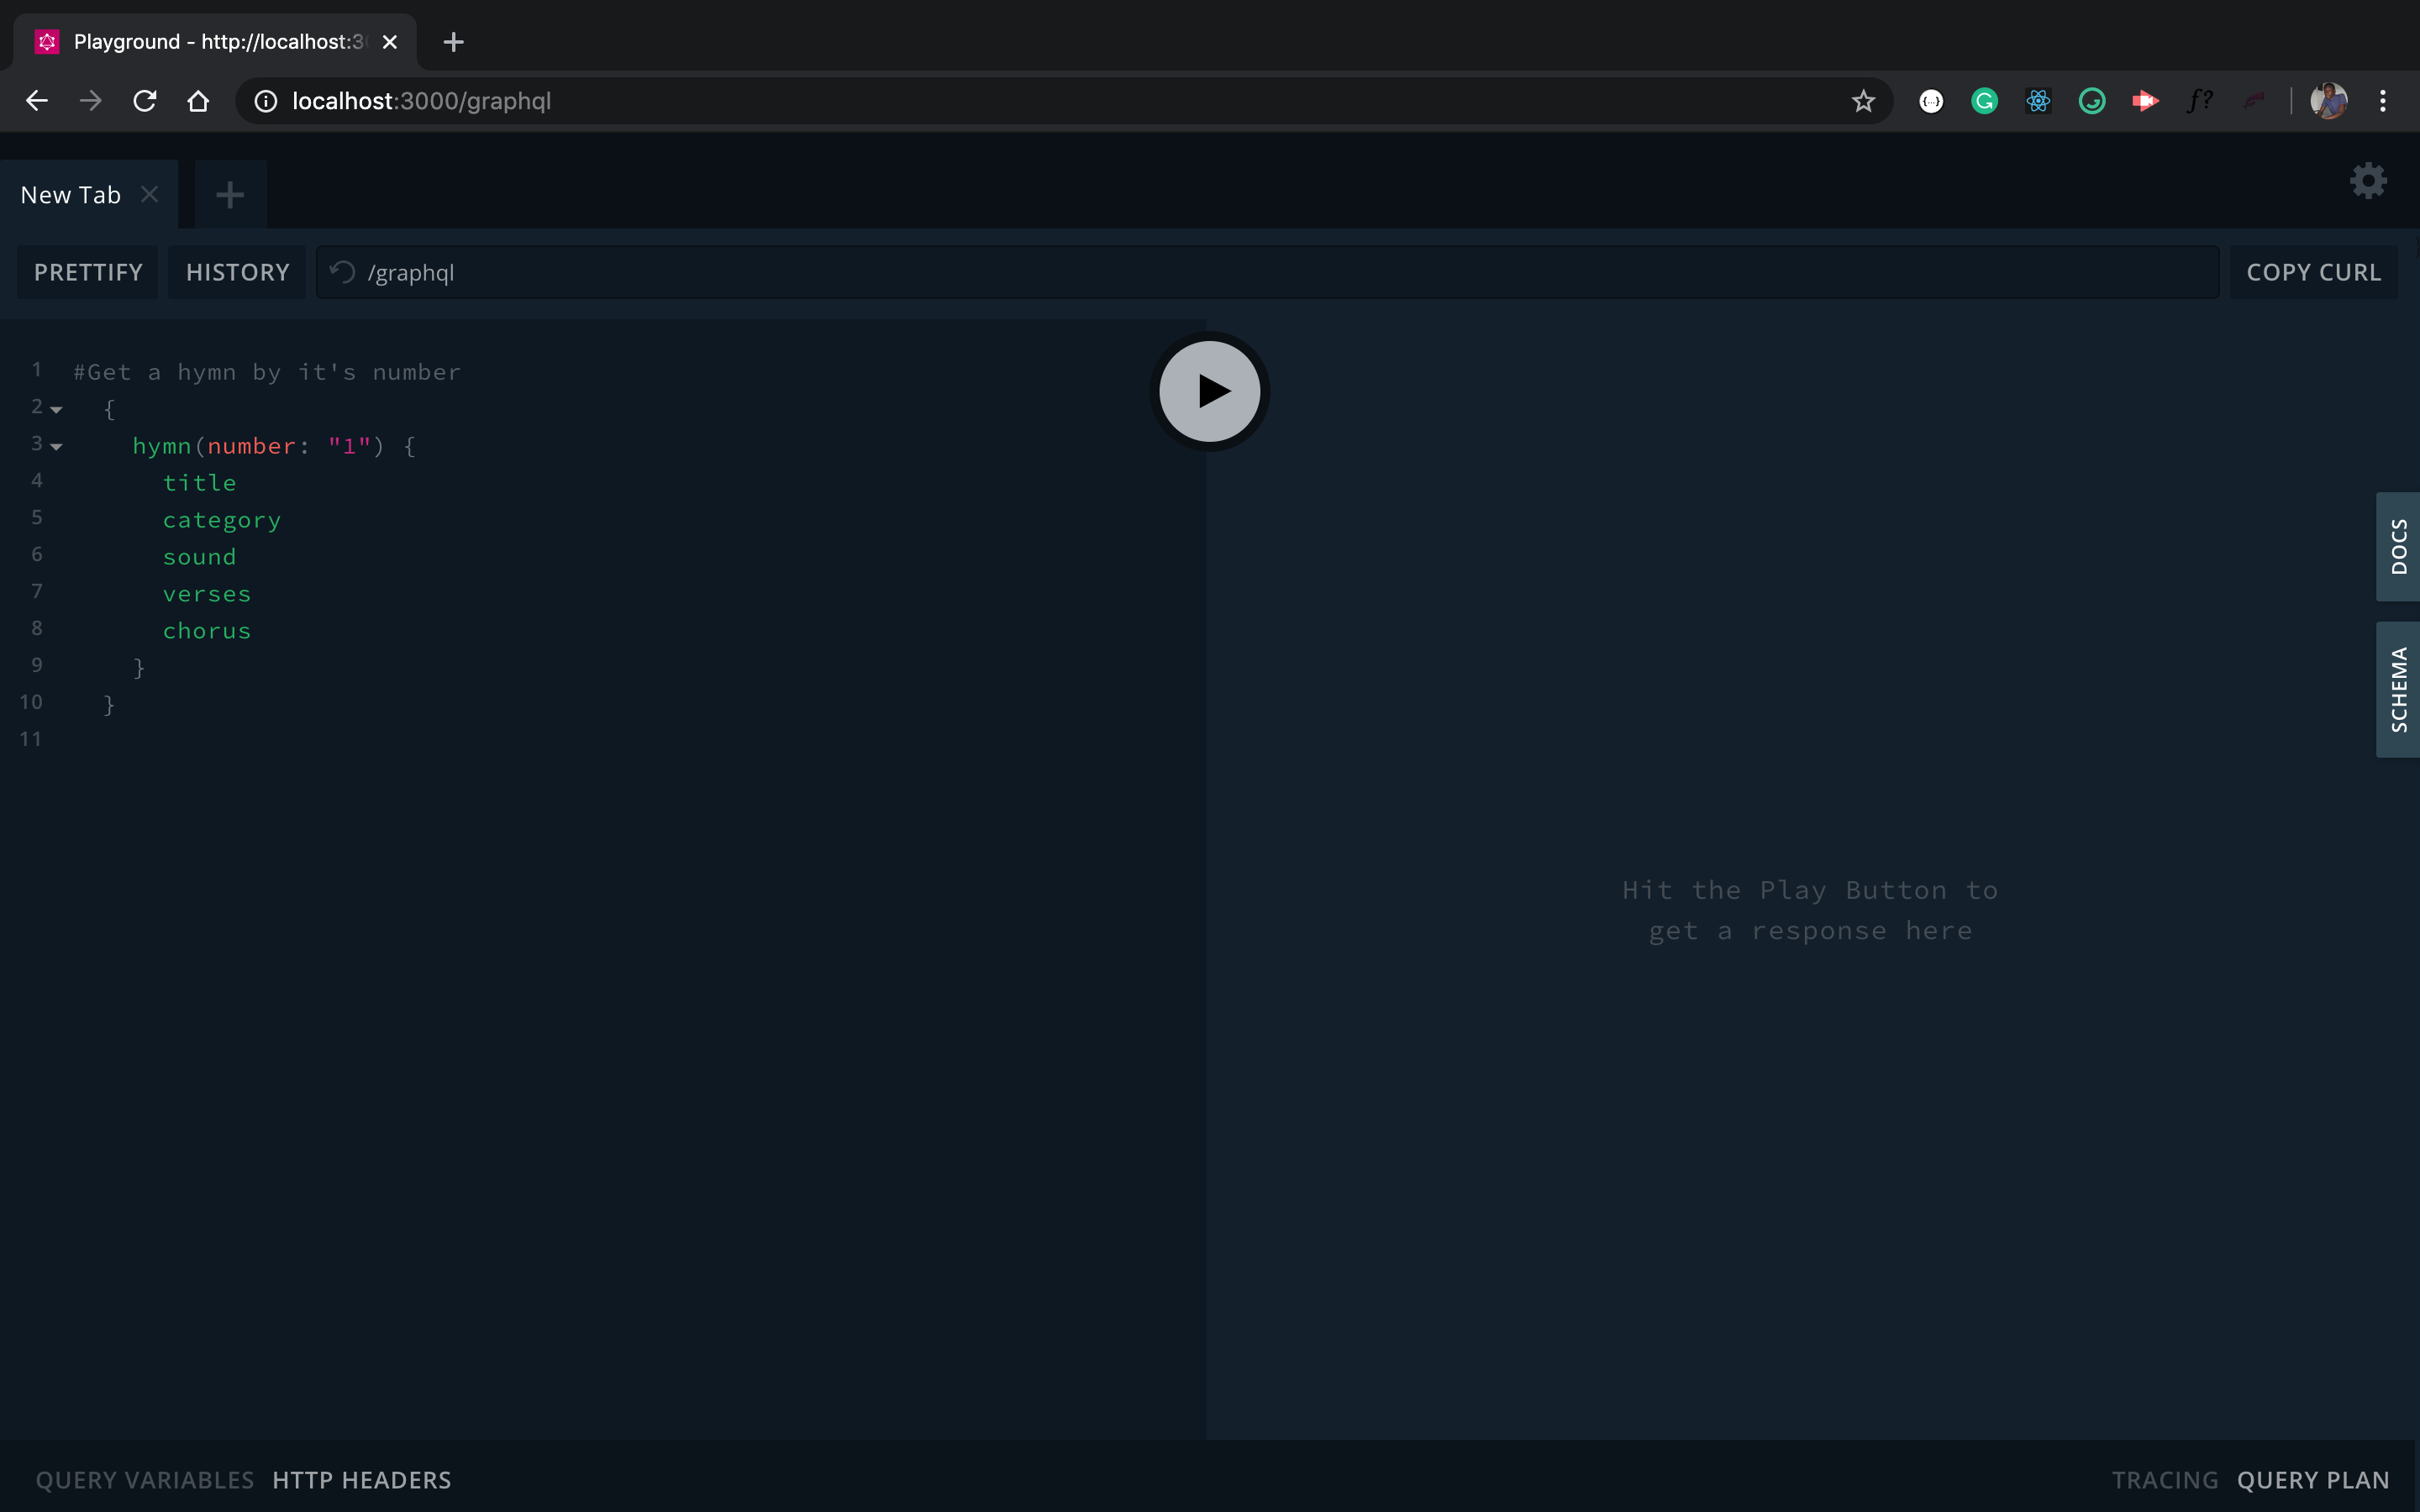 Playground - http://localhost:3
localhost:3000/graphql
New Tab
PRETTIFY HISTORY /graphql COPY CURL
1 #Get a hymn by it's number
2 {
3 hymn(number: "1") {
4 title
5 category
6 sound
7 verses
8 chorus
9 }
10 }
11
Hit the Play Button to
get a response here
DOCS
SCHEMA
QUERY VARIABLES HTTP HEADERS TRACING QUERY PLAN